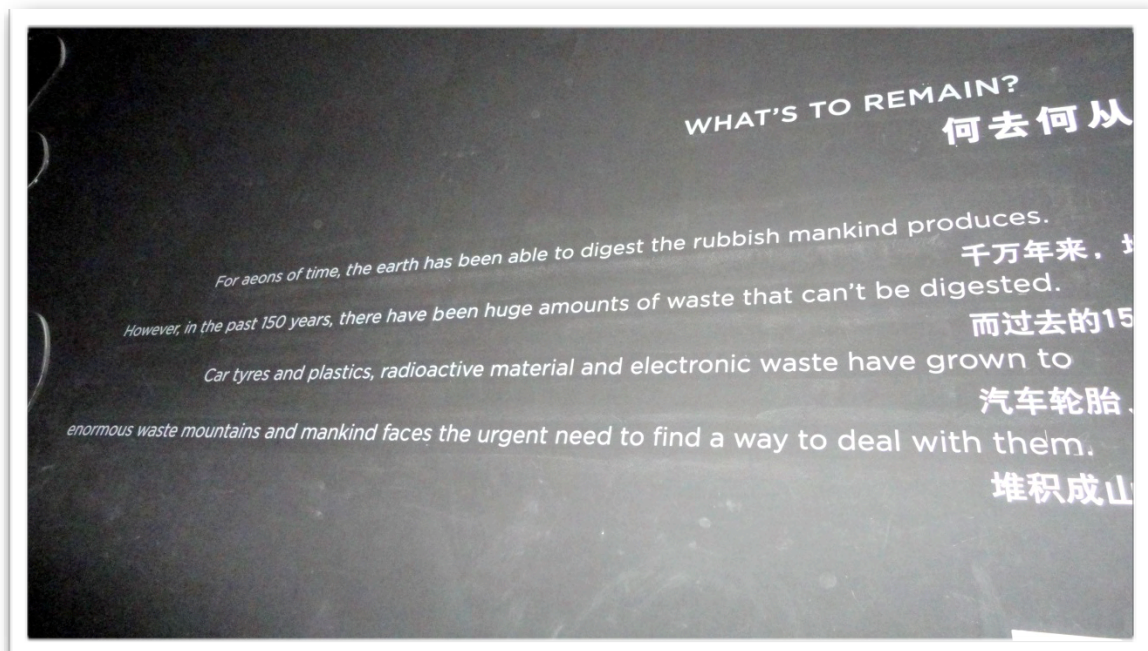 WHAT'S TO REMAIN?
何去何从
For aeons of time, the earth has been able to digest the rubbish mankind produces.
千万年来，
However, in the past 150 years, there have been huge amounts of waste that can't be digested.
而过去的15
Car tyres and plastics, radioactive material and electronic waste have grown to
汽车轮胎、
enormous waste mountains and mankind faces the urgent need to find a way to deal with them.
堆积成山